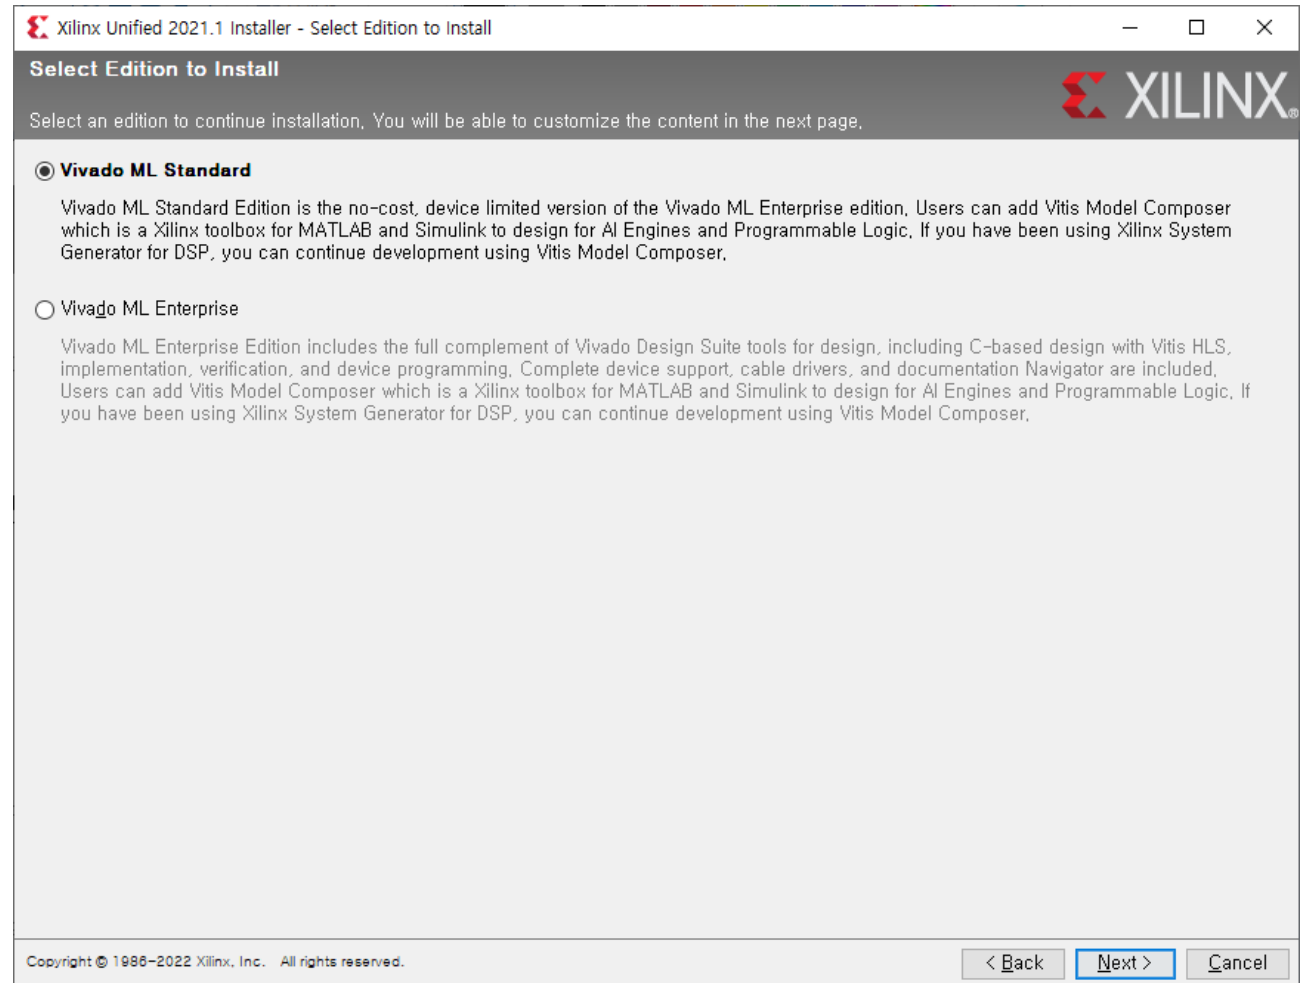 Xilinx Unified 2021.1 Installer - Select Edition to Install
Select Edition to Install
XILINX®
Select an edition to continue installation. You will be able to customize the content in the next page.
Vivado ML Standard
Vivado ML Standard Edition is the no-cost, device limited version of the Vivado ML Enterprise edition. Users can add Vitis Model Composer
which is a Xilinx toolbox for MATLAB and Simulink to design for AI Engines and Programmable Logic. If you have been using Xilinx System
Generator for DSP, you can continue development using Vitis Model Composer.
Vivado ML Enterprise
Vivado ML Enterprise Edition includes the full complement of Vivado Design Suite tools for design, including C-based design with Vitis HLS,
implementation, verification, and device programming. Complete device support, cable drivers, and documentation Navigator are included.
Users can add Vitis Model Composer which is a Xilinx toolbox for MATLAB and Simulink to design for AI Engines and Programmable Logic. If
you have been using Xilinx System Generator for DSP, you can continue development using Vitis Model Composer.
Copyright © 1986-2022 Xilinx, Inc. All rights reserved.
< Back Next > Cancel